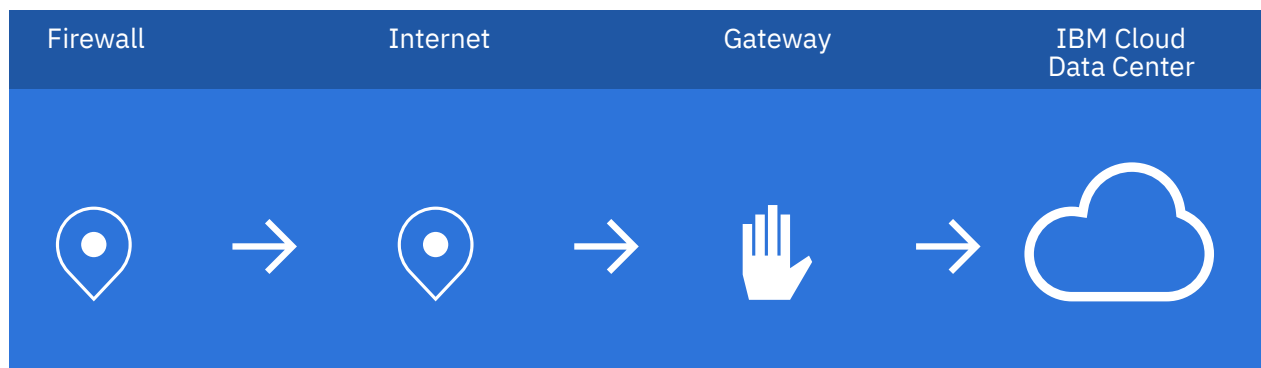 Firewall
Internet
Gateway
IBM Cloud
Data Center